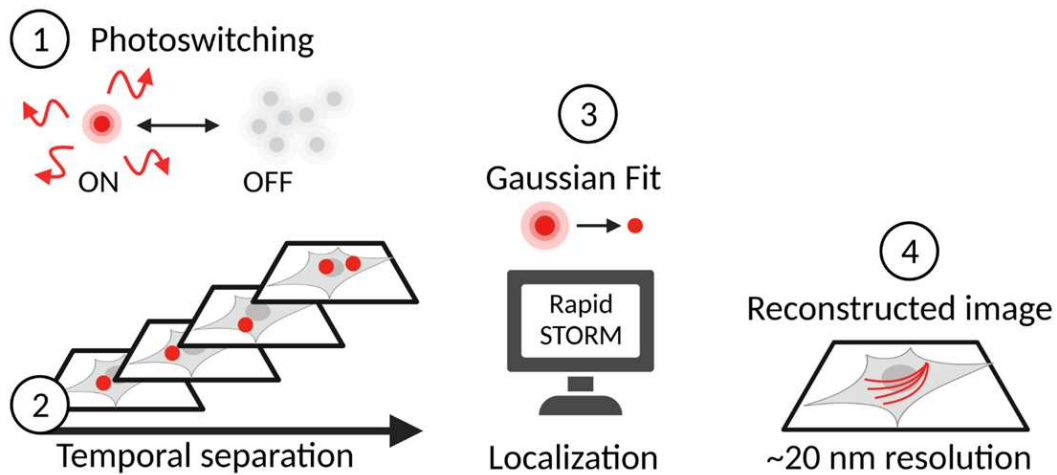 1 Photoswitching
ON
OFF
2
Temporal separation
3
Gaussian Fit
Rapid
STORM
Localization
4
Reconstructed image
~20 nm resolution